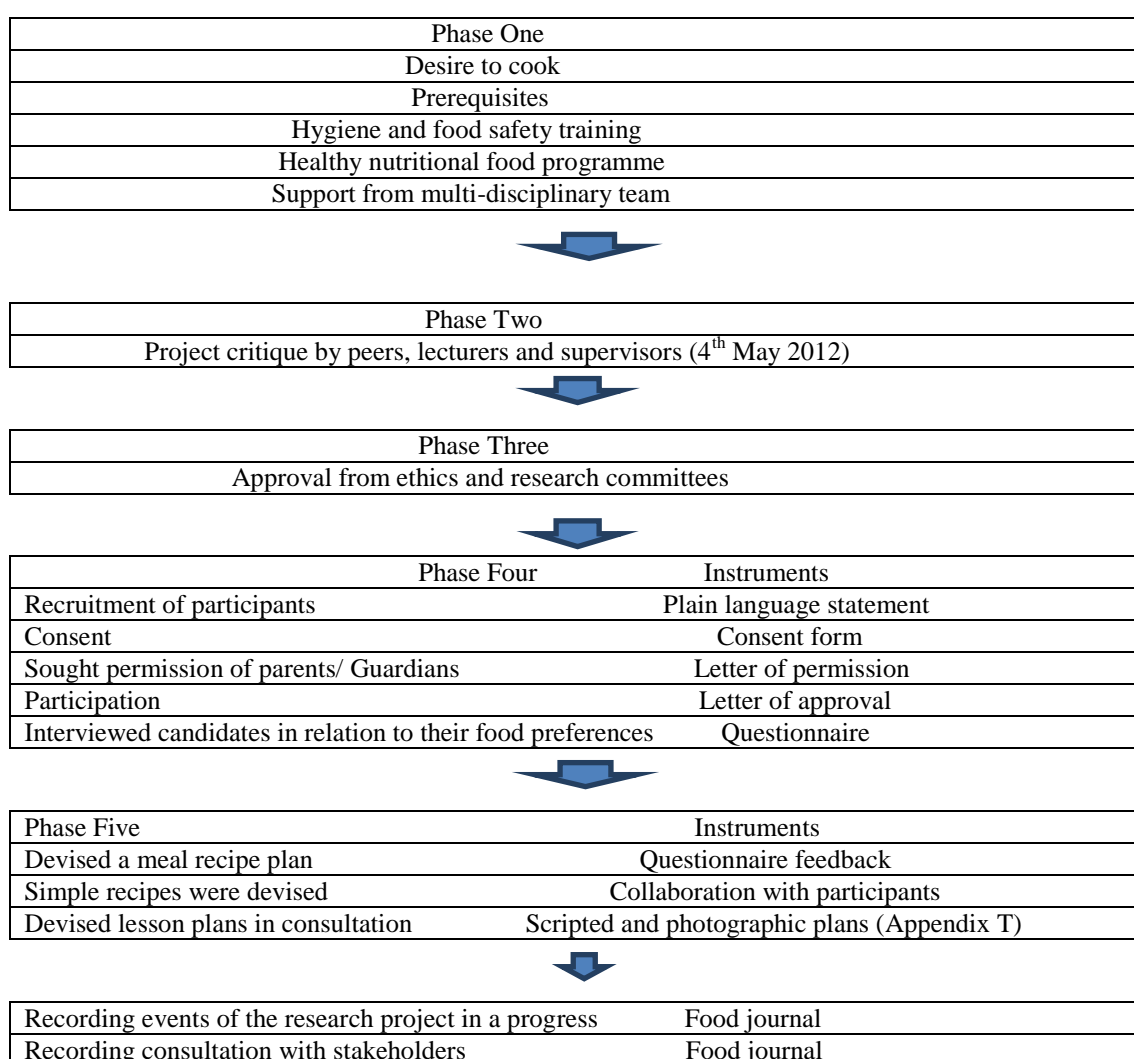 Phase One
Desire to cook
Prerequisites
Hygiene and food safety training
Healthy nutritional food programme
Support from multi-disciplinary team
Phase Two
Project critique by peers, lecturers and supervisors (4th May 2012)
Phase Three
Approval from ethics and research committees
Phase Four Instruments
Recruitment of participants Plain language statement
Consent Consent form
Sought permission of parents/ Guardians Letter of permission
Participation Letter of approval
Interviewed candidates in relation to their food preferences Questionnaire
Phase Five Instruments
Devised a meal recipe plan Questionnaire feedback
Simple recipes were devised Collaboration with participants
Devised lesson plans in consultation Scripted and photographic plans (Appendix T)
Recording events of the research project in a progress Food journal
Recording consultation with stakeholders Food journal